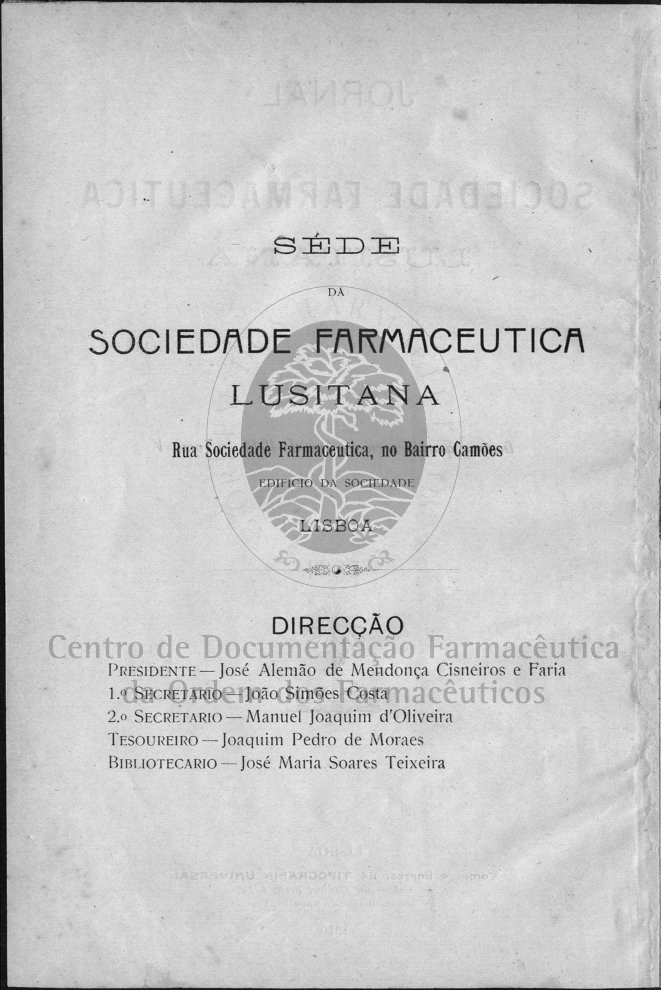 SÉDE
DA
SOCIEDADE FARMACEUTICA
LUSITANA
Rua Sociedade Farmaceutica, no Bairro Camões
EDIFICIO DA SOCIEDADE
LISBOA
DIRECÇÃO
Centro de Documentação Farmacêutica
PRESIDENTE — José Alemão de Mendonça Cisneiros e Faria
da Ordem dos Farmacêuticos
1.º SECRETARIO — João Simões Costa
2.º SECRETARIO — Manuel Joaquim d'Oliveira
TESOUREIRO — Joaquim Pedro de Moraes
BIBLIOTECARIO — José Maria Soares Teixeira